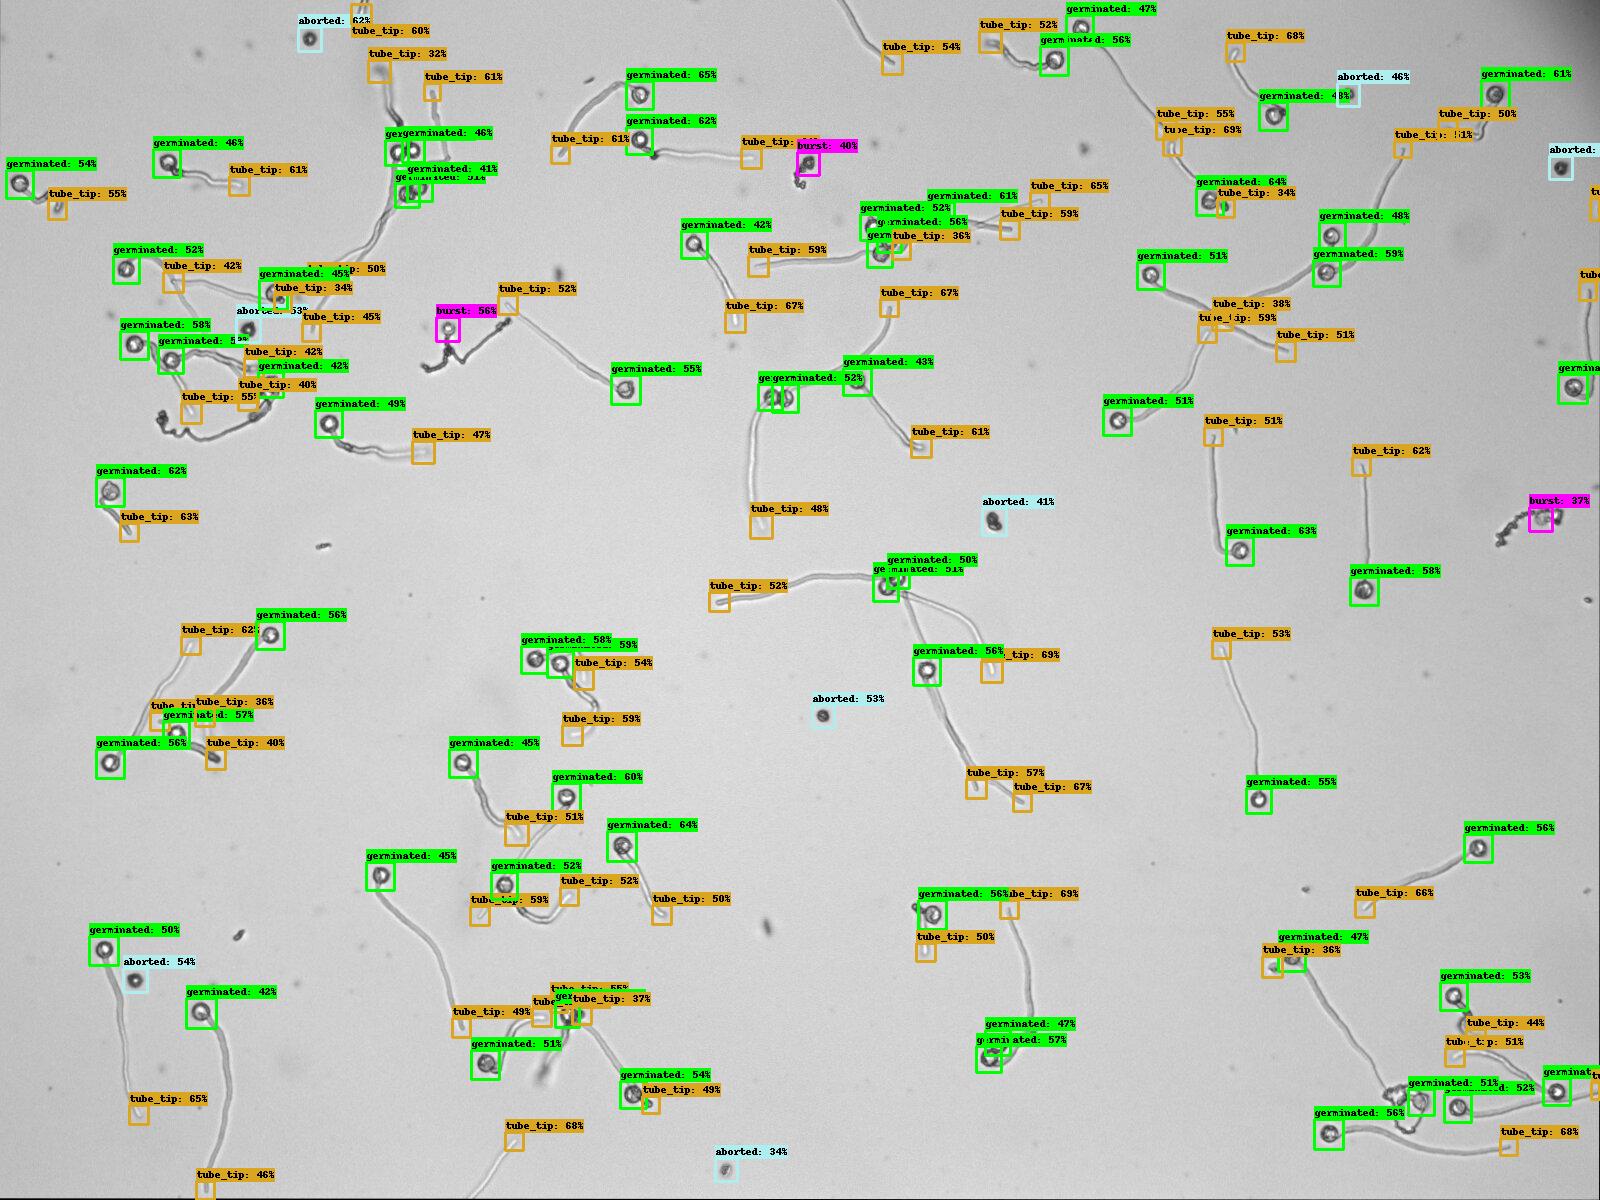 germinated: 47%
aborted: 62%
tube_tip: 60%
tube_tip: 52%
tube_tip: 68%
germinated: 56%
tube_tip: 54%
tube_tip: 32%
tube_tip: 61%
germinated: 65%
aborted: 46%
germinated: 61%
germinated: 48%
tube_tip: 55%
tube_tip: 50%
germinated: 62%
germinated: 46%
tube_tip: 69%
tube_tip: 61%
burst: 40%
germinated: 46%
aborted:
germinated: 54%
tube_tip: 61%
germinated: 41%
germinated: 64%
tube_tip: 55%
tube_tip: 34%
tube_tip: 65%
germinated: 61%
germinated: 52%
tube_tip: 59%
germinated: 48%
germinated: 42%
germinated: 56%
tube_tip: 36%
germinated: 52%
tube_tip: 59%
germinated: 51%
germinated: 59%
tube_tip: 42%
tube_tip: 50%
germinated: 45%
tube_tip: 34%
tube_tip: 52%
tube_tip: 67%
tube_tip: 38%
tube_tip: 67%
burst: 56%
tube_tip: 45%
tube_tip: 59%
germinated: 58%
tube_tip: 51%
tube_tip: 42%
germinated: 42%
germinated: 43%
germinated: 55%
germinated: 52%
tube_tip: 40%
tube_tip: 55%
germinated: 49%
germinated: 51%
tube_tip: 51%
tube_tip: 47%
tube_tip: 61%
tube_tip: 62%
germinated: 62%
aborted: 41%
burst: 37%
tube_tip: 48%
tube_tip: 63%
germinated: 63%
germinated: 50%
germinated: 58%
tube_tip: 52%
germinated: 56%
tube_tip: 62%
tube_tip: 53%
germinated: 58%
germinated: 56%
tube_tip: 54%
tube_tip: 36%
aborted: 53%
germinated: 57%
tube_tip: 59%
germinated: 56%
tube_tip: 40%
germinated: 45%
germinated: 60%
tube_tip: 57%
tube_tip: 67%
germinated: 55%
tube_tip: 51%
germinated: 64%
germinated: 56%
germinated: 45%
germinated: 52%
tube_tip: 52%
tube_tip: 59%
tube_tip: 50%
germinated: 56%
tube_tip: 66%
germinated: 50%
tube_tip: 50%
germinated: 47%
tube_tip: 36%
aborted: 54%
germinated: 53%
germinated: 42%
tube_tip: 37%
tube_tip: 49%
germinated: 47%
tube_tip: 44%
germinated: 57%
germinated: 51%
tube_tip: 51%
germinated: 54%
germinated: 51%
tube_tip: 49%
tube_tip: 65%
germinated: 56%
tube_tip: 68%
tube_tip: 68%
aborted: 34%
tube_tip: 46%